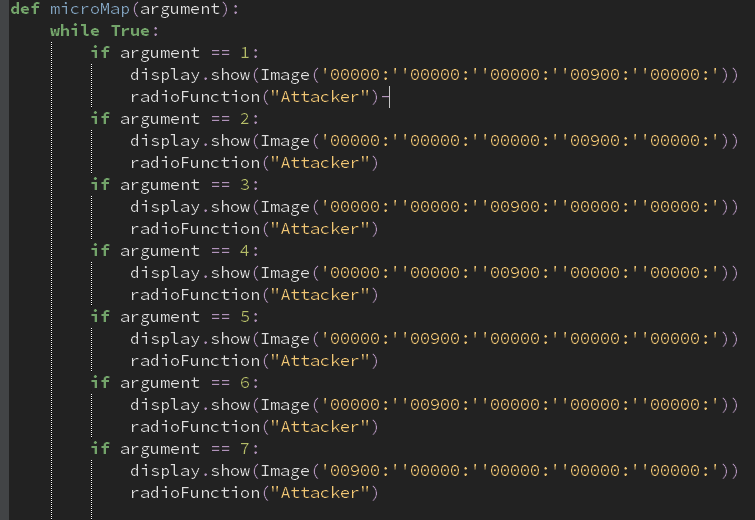 def microMap(argument):
    while True:
        if argument == 1:
            display.show(Image('00000:''00000:''00000:''00900:''00000:'))
            radioFunction("Attacker")-
        if argument == 2:
            display.show(Image('00000:''00000:''00000:''00900:''00000:'))
            radioFunction("Attacker")
        if argument == 3:
            display.show(Image('00000:''00000:''00900:''00000:''00000:'))
            radioFunction("Attacker")
        if argument == 4:
            display.show(Image('00000:''00000:''00900:''00000:''00000:'))
            radioFunction("Attacker")
        if argument == 5:
            display.show(Image('00000:''00900:''00000:''00000:''00000:'))
            radioFunction("Attacker")
        if argument == 6:
            display.show(Image('00000:''00900:''00000:''00000:''00000:'))
            radioFunction("Attacker")
        if argument == 7:
            display.show(Image('00900:''00000:''00000:''00000:''00000:'))
            radioFunction("Attacker")